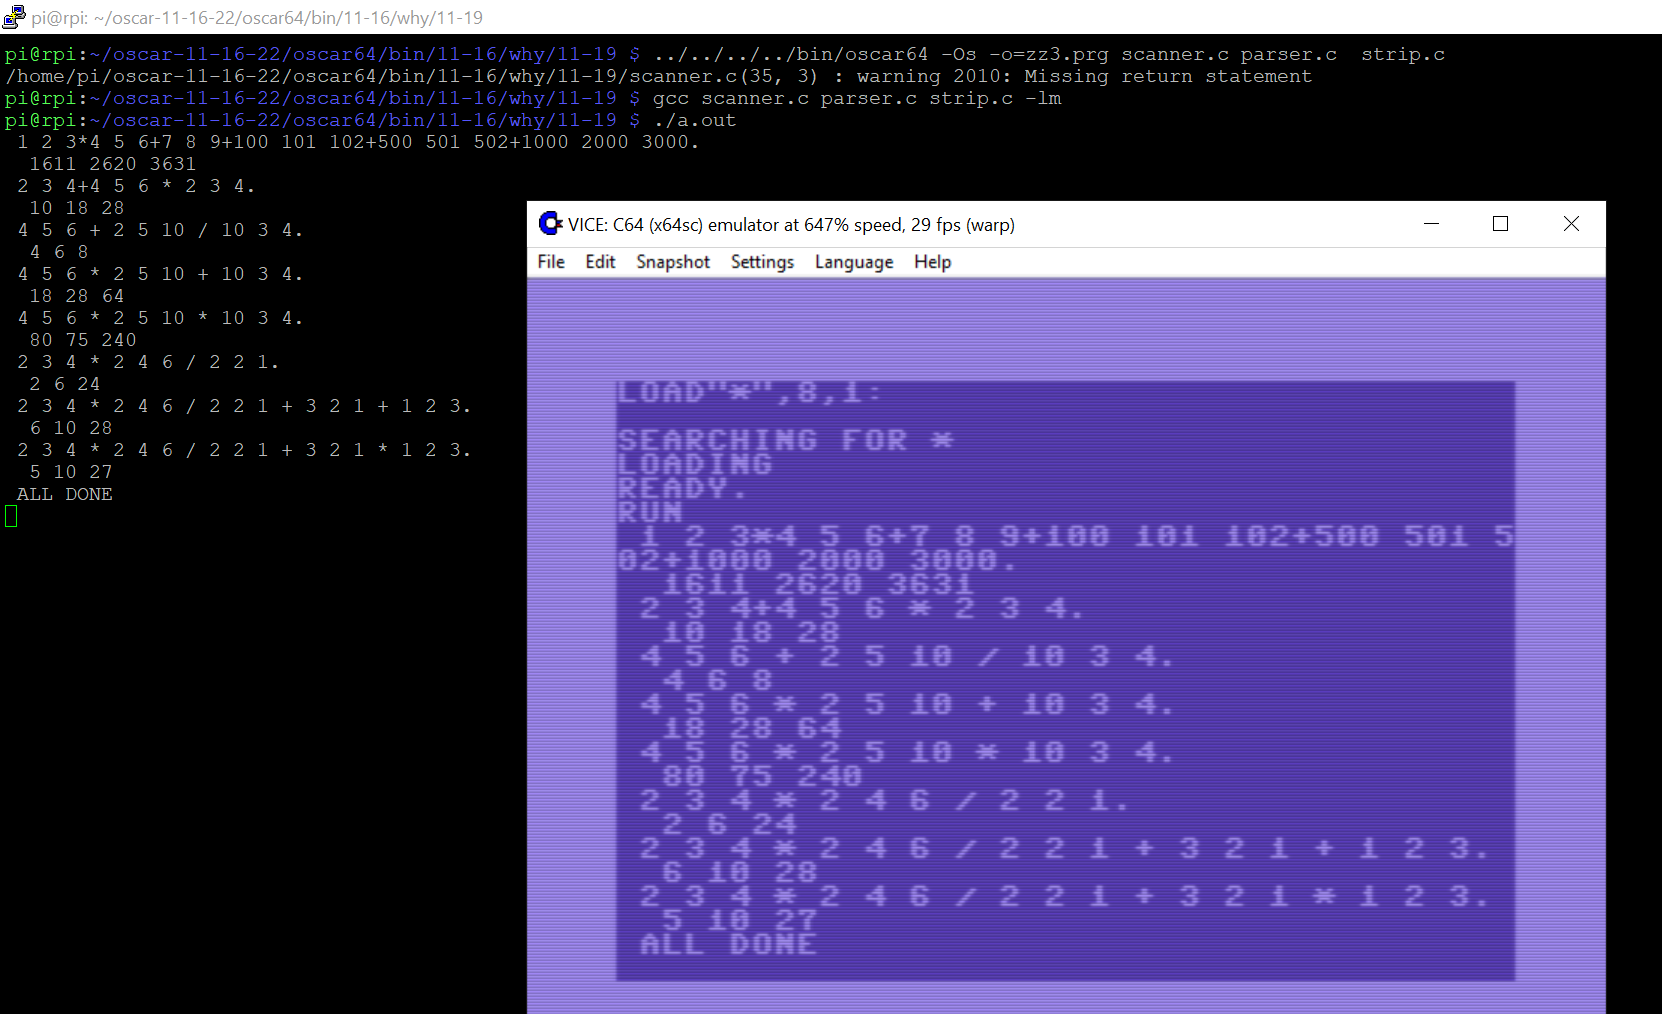 pi@rpi: ~/oscar-11-16-22/oscar64/bin/11-16/why/11-19
pi@rpi:~/oscar-11-16-22/oscar64/bin/11-16/why/11-19 $ ../../../../bin/oscar64 -Os -o=zz3.prg scanner.c parser.c  strip.c
/home/pi/oscar-11-16-22/oscar64/bin/11-16/why/11-19/scanner.c(35, 3) : warning 2010: Missing return statement
pi@rpi:~/oscar-11-16-22/oscar64/bin/11-16/why/11-19 $ gcc scanner.c parser.c strip.c -lm
pi@rpi:~/oscar-11-16-22/oscar64/bin/11-16/why/11-19 $ ./a.out
1 2 3*4 5 6+7 8 9+100 101 102+500 501 502+1000 2000 3000.
1611 2620 3631
2 3 4+4 5 6 * 2 3 4.
10 18 28
4 5 6 + 2 5 10 / 10 3 4.
4 6 8
4 5 6 * 2 5 10 + 10 3 4.
18 28 64
4 5 6 * 2 5 10 * 10 3 4.
80 75 240
2 3 4 * 2 4 6 / 2 2 1.
2 6 24
2 3 4 * 2 4 6 / 2 2 1 + 3 2 1 + 1 2 3.
6 10 28
2 3 4 * 2 4 6 / 2 2 1 + 3 2 1 * 1 2 3.
5 10 27
ALL DONE
VICE: C64 (x64sc) emulator at 647% speed, 29 fps (warp)
File Edit Snapshot Settings Language Help
LOAD"*",8,1:
SEARCHING FOR *
LOADING
READY.
RUN
1 2 3*4 5 6+7 8 9+100 101 102+500 501 5
02+1000 2000 3000.
1611 2620 3631
2 3 4+4 5 6 * 2 3 4.
10 18 28
4 5 6 + 2 5 10 / 10 3 4.
4 6 8
4 5 6 * 2 5 10 + 10 3 4.
18 28 64
4 5 6 * 2 5 10 * 10 3 4.
80 75 240
2 3 4 * 2 4 6 / 2 2 1.
2 6 24
2 3 4 * 2 4 6 / 2 2 1 + 3 2 1 + 1 2 3.
6 10 28
2 3 4 * 2 4 6 / 2 2 1 + 3 2 1 * 1 2 3.
5 10 27
ALL DONE